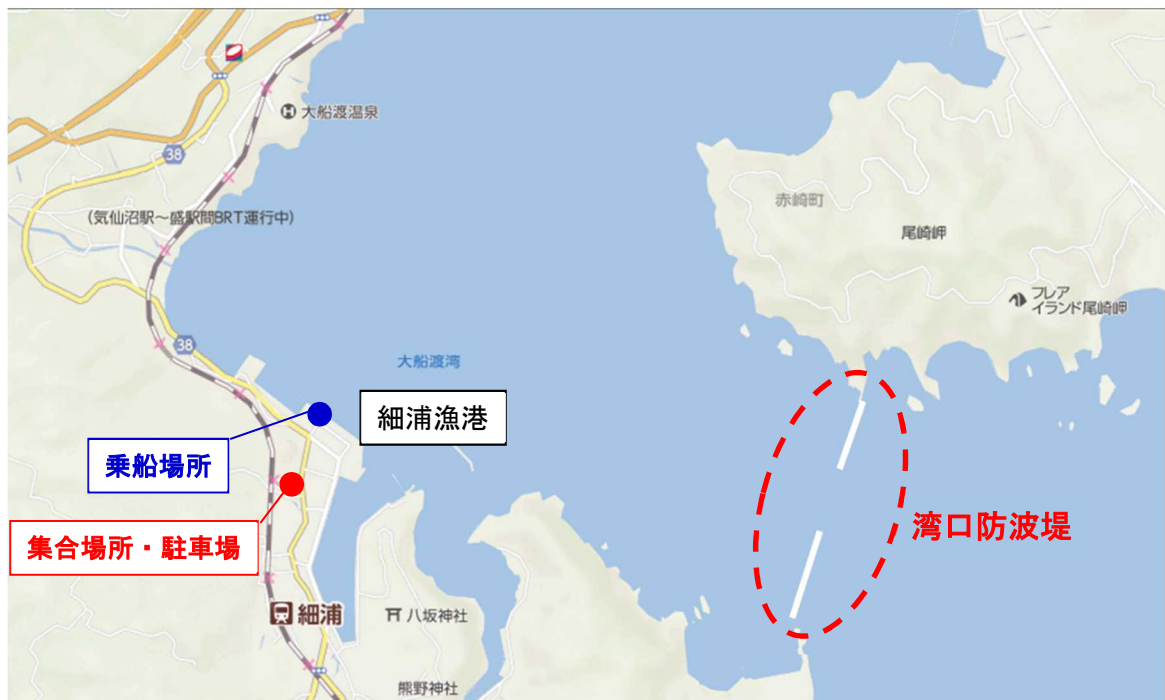 大船渡温泉
38
(気仙沼駅～盛駅間BRT運行中)
赤崎町
尾崎岬
フレア
イランド尾崎岬
38
大船渡湾
細浦漁港
乗船場所
集合場所・駐車場
湾口防波堤
細浦
八坂神社
熊野神社